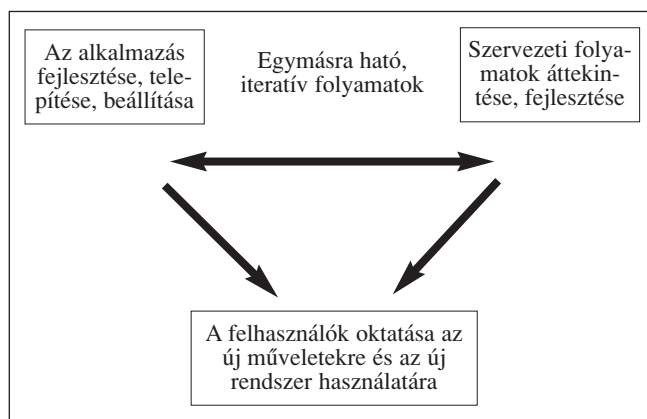 Az alkalmazás
fejlesztése, tele-
pítése, beállítása
Egymásra ható,
iteratív folyamatok
Szervezeti folya-
matok áttekin-
tése, fejlesztése
A felhasználók oktatása az
új műveletekre és az új
rendszer használatára